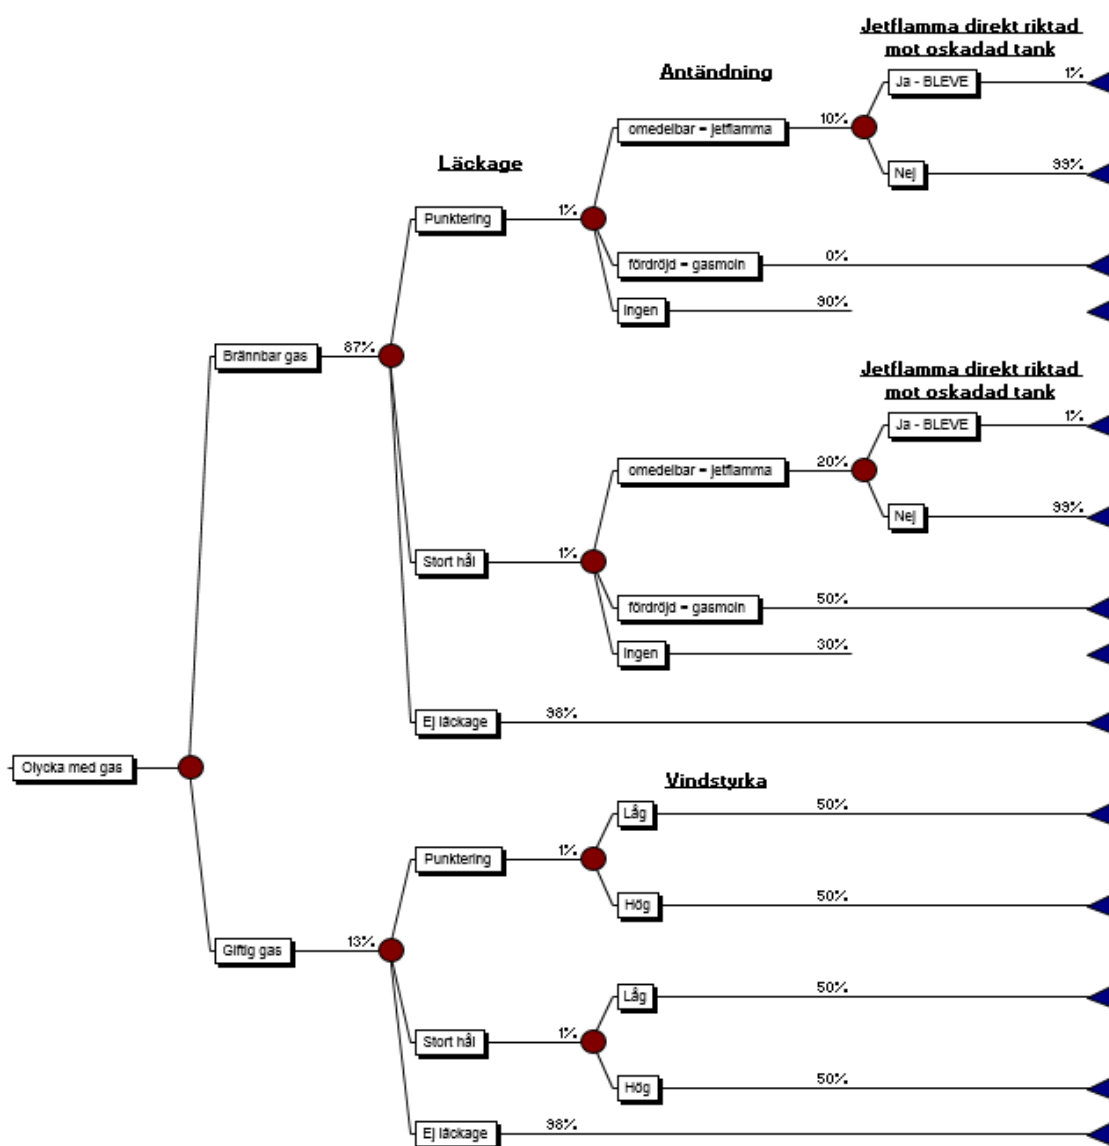 Jetflamma direkt riktad
mot oskadad tank
Antändning
Ja - BLEVE 1%
omedelbar = jetflamma 10%
Läckage
Nej 99%
Punktering 1%
fördröjd = gasmoln 0%
Ingen 90%
Brännbar gas 87%
Jetflamma direkt riktad
mot oskadad tank
Ja - BLEVE 1%
omedelbar = jetflamma 20%
Nej 99%
Stort hål 1%
fördröjd = gasmoln 50%
Ingen 30%
Ej läckage 98%
Olycka med gas
Vindstyrka
Låg 50%
Punktering 1%
Hög 50%
Giftig gas 13%
Låg 50%
Stort hål 1%
Hög 50%
Ej läckage 98%